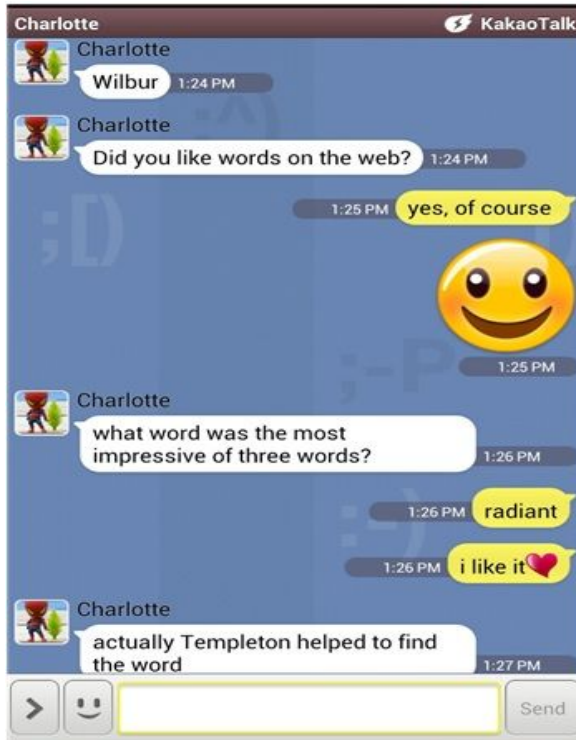 Charlotte KakaoTalk
Charlotte
Wilbur 1:24 PM
Charlotte
Did you like words on the web? 1:24 PM
;^)
1:25 PM yes, of course
;[)
1:25 PM
;-P
Charlotte
what word was the most
impressive of three words? 1:26 PM
1:26 PM radiant
:-)
1:26 PM i like it
Charlotte
actually Templeton helped to find
the word 1:27 PM
Send